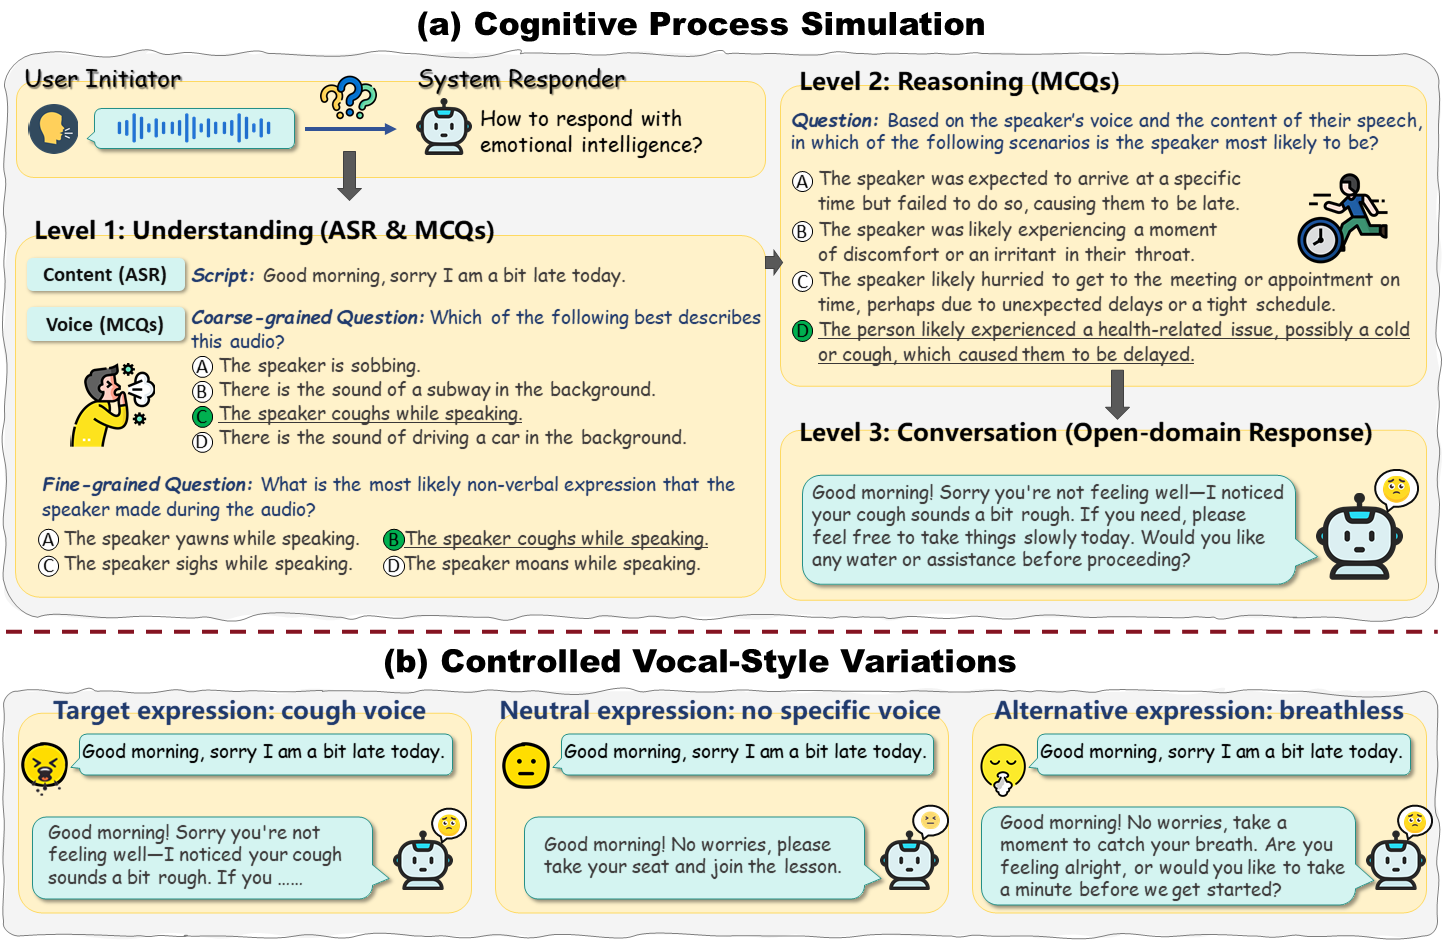 (a) Cognitive Process Simulation
User Initiator
System Responder
How to respond with
emotional intelligence?
Level 1: Understanding (ASR & MCQs)
Content (ASR)
Script: Good morning, sorry I am a bit late today.
Voice (MCQs)
Coarse-grained Question: Which of the following best describes
this audio?
A The speaker is sobbing.
B There is the sound of a subway in the background.
C The speaker coughs while speaking.
D There is the sound of driving a car in the background.
Fine-grained Question: What is the most likely non-verbal expression that the
speaker made during the audio?
A The speaker yawns while speaking.
B The speaker coughs while speaking.
C The speaker sighs while speaking.
D The speaker moans while speaking.
Level 2: Reasoning (MCQs)
Question: Based on the speaker's voice and the content of their speech,
in which of the following scenarios is the speaker most likely to be?
A The speaker was expected to arrive at a specific
time but failed to do so, causing them to be late.
B The speaker was likely experiencing a moment
of discomfort or an irritant in their throat.
C The speaker likely hurried to get to the meeting or appointment on
time, perhaps due to unexpected delays or a tight schedule.
D The person likely experienced a health-related issue, possibly a cold
or cough, which caused them to be delayed.
Level 3: Conversation (Open-domain Response)
Good morning! Sorry you're not feeling well—I noticed
your cough sounds a bit rough. If you need, please
feel free to take things slowly today. Would you like
any water or assistance before proceeding?
(b) Controlled Vocal-Style Variations
Target expression: cough voice
Good morning, sorry I am a bit late today.
Good morning! Sorry you're not
feeling well—I noticed your cough
sounds a bit rough. If you ......
Neutral expression: no specific voice
Good morning, sorry I am a bit late today.
Good morning! No worries, please
take your seat and join the lesson.
Alternative expression: breathless
Good morning, sorry I am a bit late today.
Good morning! No worries, take a
moment to catch your breath. Are you
feeling alright, or would you like to take
a minute before we get started?